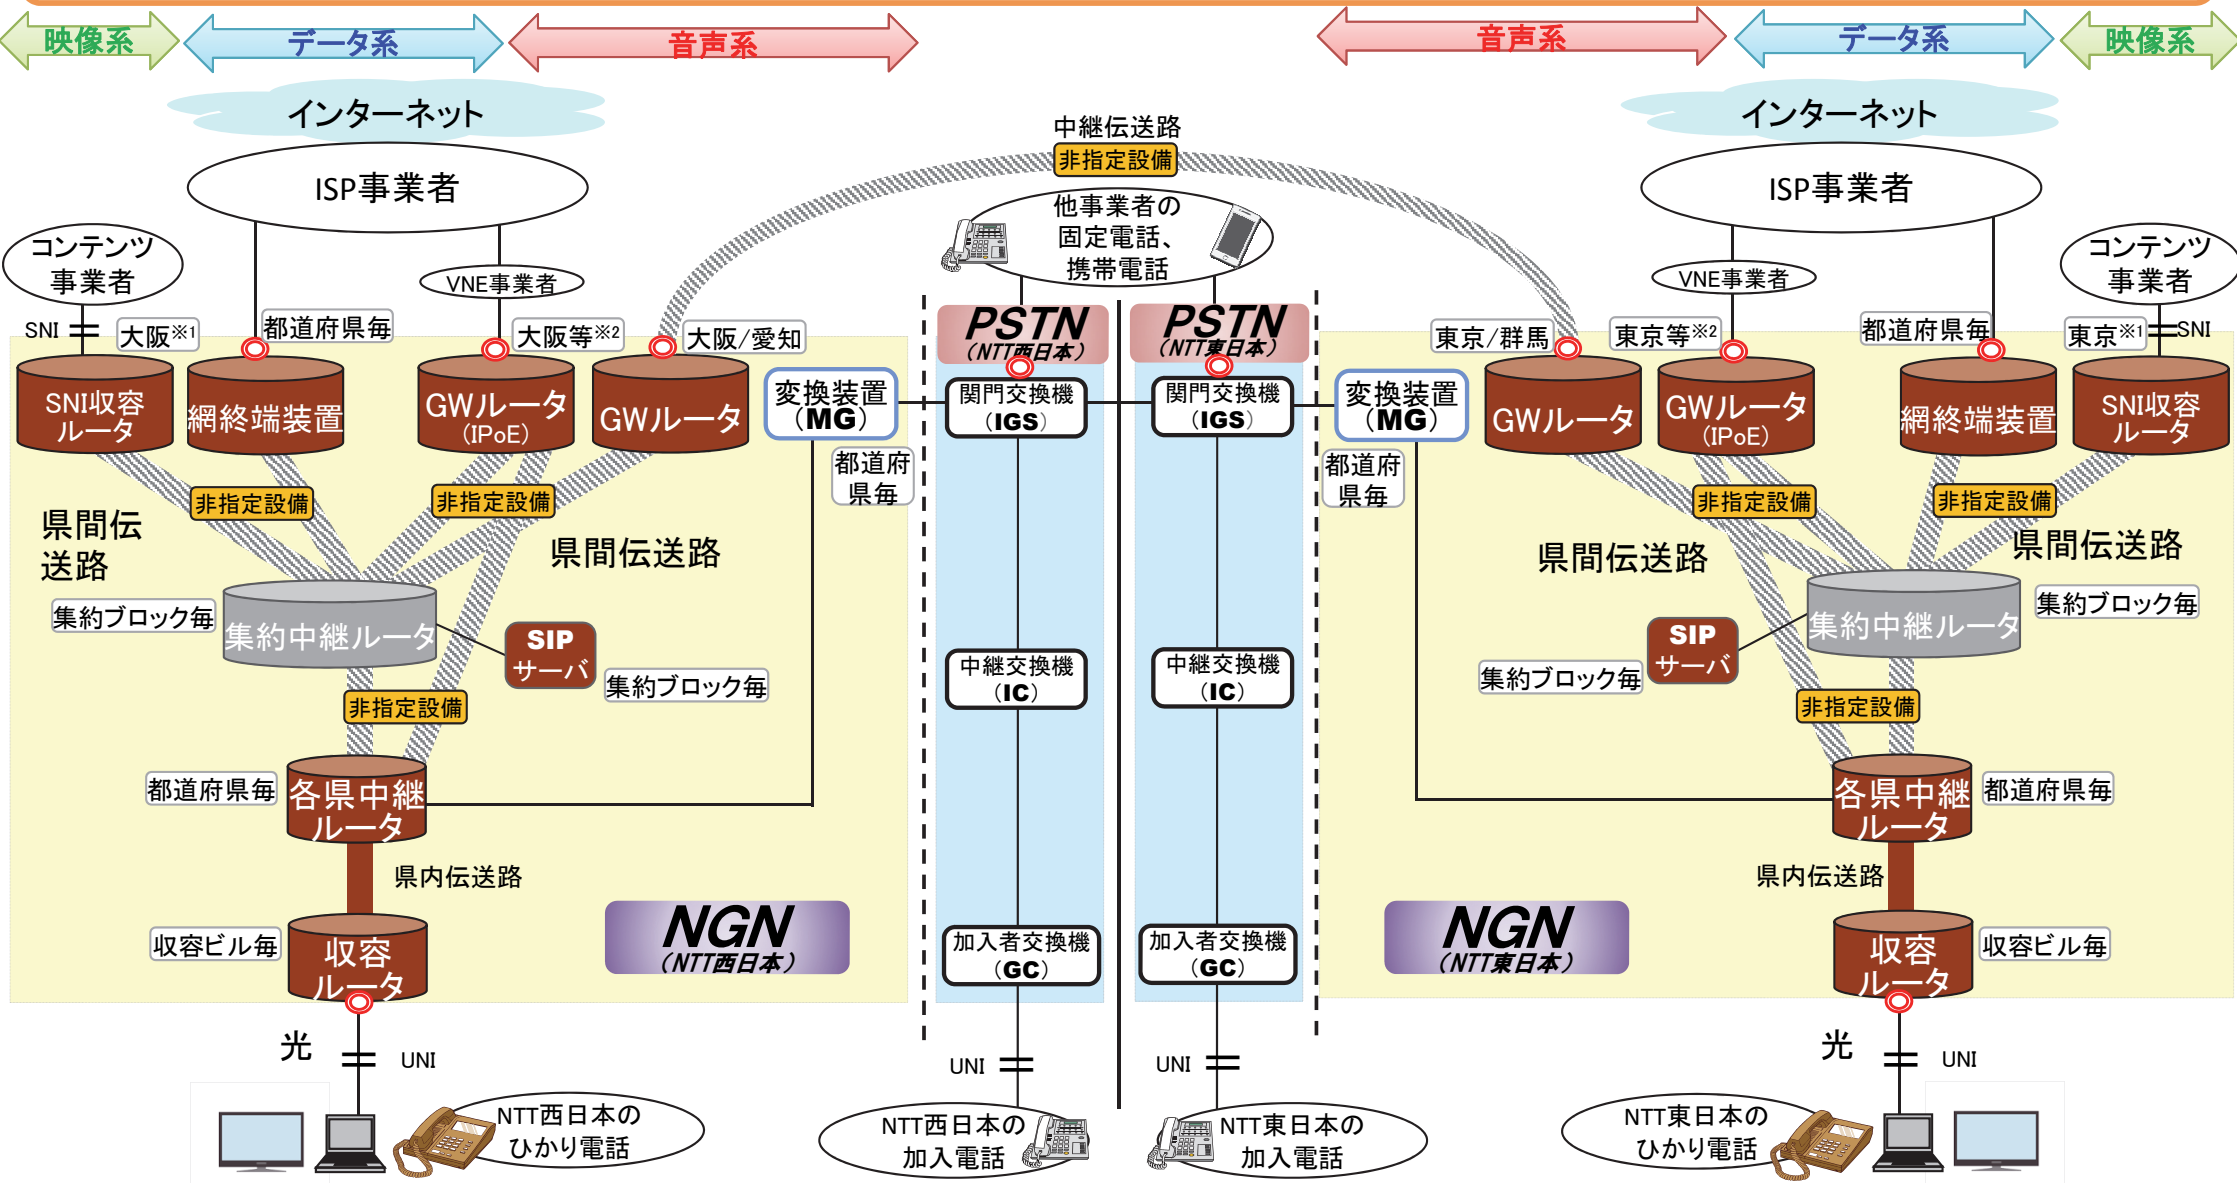 映像系
データ系
音声系
音声系
データ系
映像系
インターネット
インターネット
中継伝送路
非指定設備
ISP事業者
ISP事業者
他事業者の
固定電話、
携帯電話
コンテンツ
事業者
VNE事業者
VNE事業者
コンテンツ
事業者
SNI
大阪※1
都道府県毎
大阪等※2
大阪/愛知
PSTN
(NTT西日本)
PSTN
(NTT東日本)
東京/群馬
東京等※2
都道府県毎
東京※1
SNI
SNI収容
ルータ
網終端装置
GWルータ
(IPoE)
GWルータ
変換装置
(MG)
関門交換機
(IGS)
関門交換機
(IGS)
変換装置
(MG)
GWルータ
GWルータ
(IPoE)
網終端装置
SNI収容
ルータ
都道府
県毎
都道府
県毎
非指定設備
非指定設備
非指定設備
非指定設備
県間伝
送路
県間伝送路
県間伝送路
県間伝送路
集約ブロック毎
集約中継ルータ
SIP
サーバ
集約ブロック毎
中継交換機
(IC)
中継交換機
(IC)
集約ブロック毎
SIP
サーバ
集約中継ルータ
集約ブロック毎
非指定設備
非指定設備
都道府県毎
各県中継
ルータ
各県中継
ルータ
都道府県毎
県内伝送路
県内伝送路
収容ビル毎
収容
ルータ
NGN
(NTT西日本)
加入者交換機
(GC)
加入者交換機
(GC)
NGN
(NTT東日本)
収容
ルータ
収容ビル毎
光
UNI
UNI
UNI
光
UNI
NTT西日本の
ひかり電話
NTT西日本の
加入電話
NTT東日本の
加入電話
NTT東日本の
ひかり電話